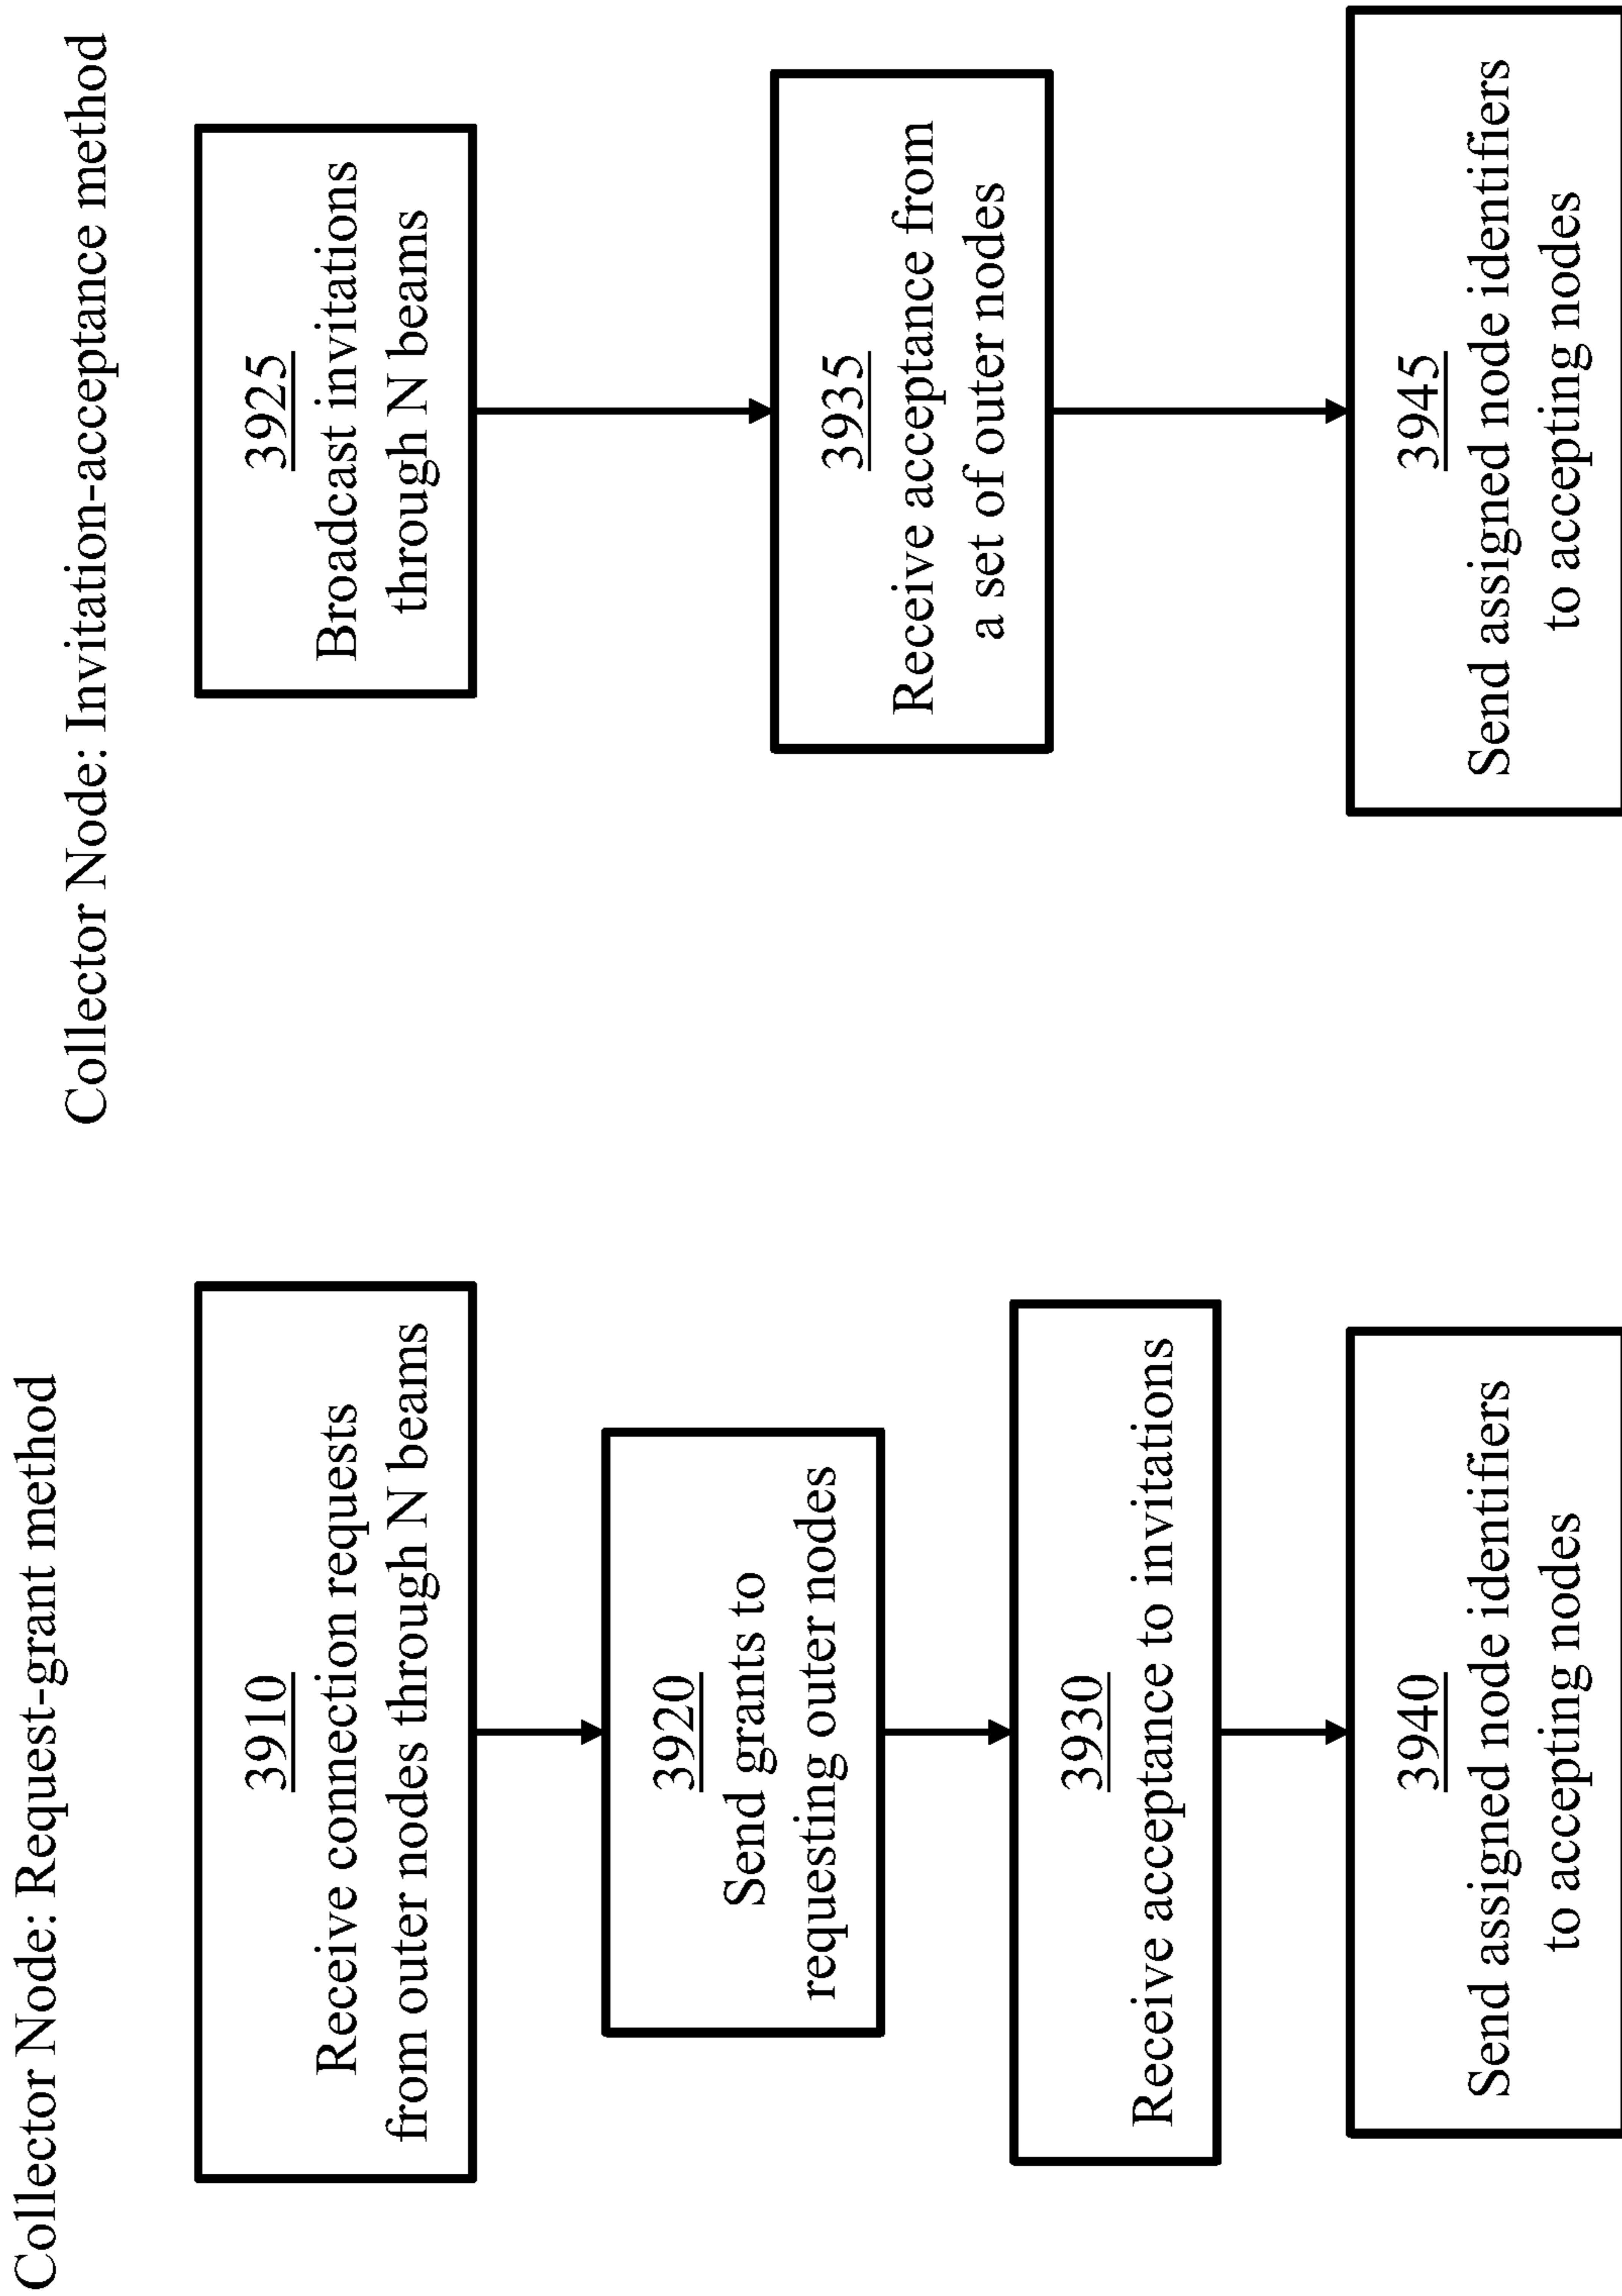 Collector Node: Request-grant method
3910
Receive connection requests
from outer nodes through N beams
3920
Send grants to
requesting outer nodes
3930
Receive acceptance to invitations
3940
Send assigned node identifiers
to accepting nodes
Collector Node: Invitation-acceptance method
3925
Broadcast invitations
through N beams
3935
Receive acceptance from
a set of outer nodes
3945
Send assigned node identifiers
to accepting nodes